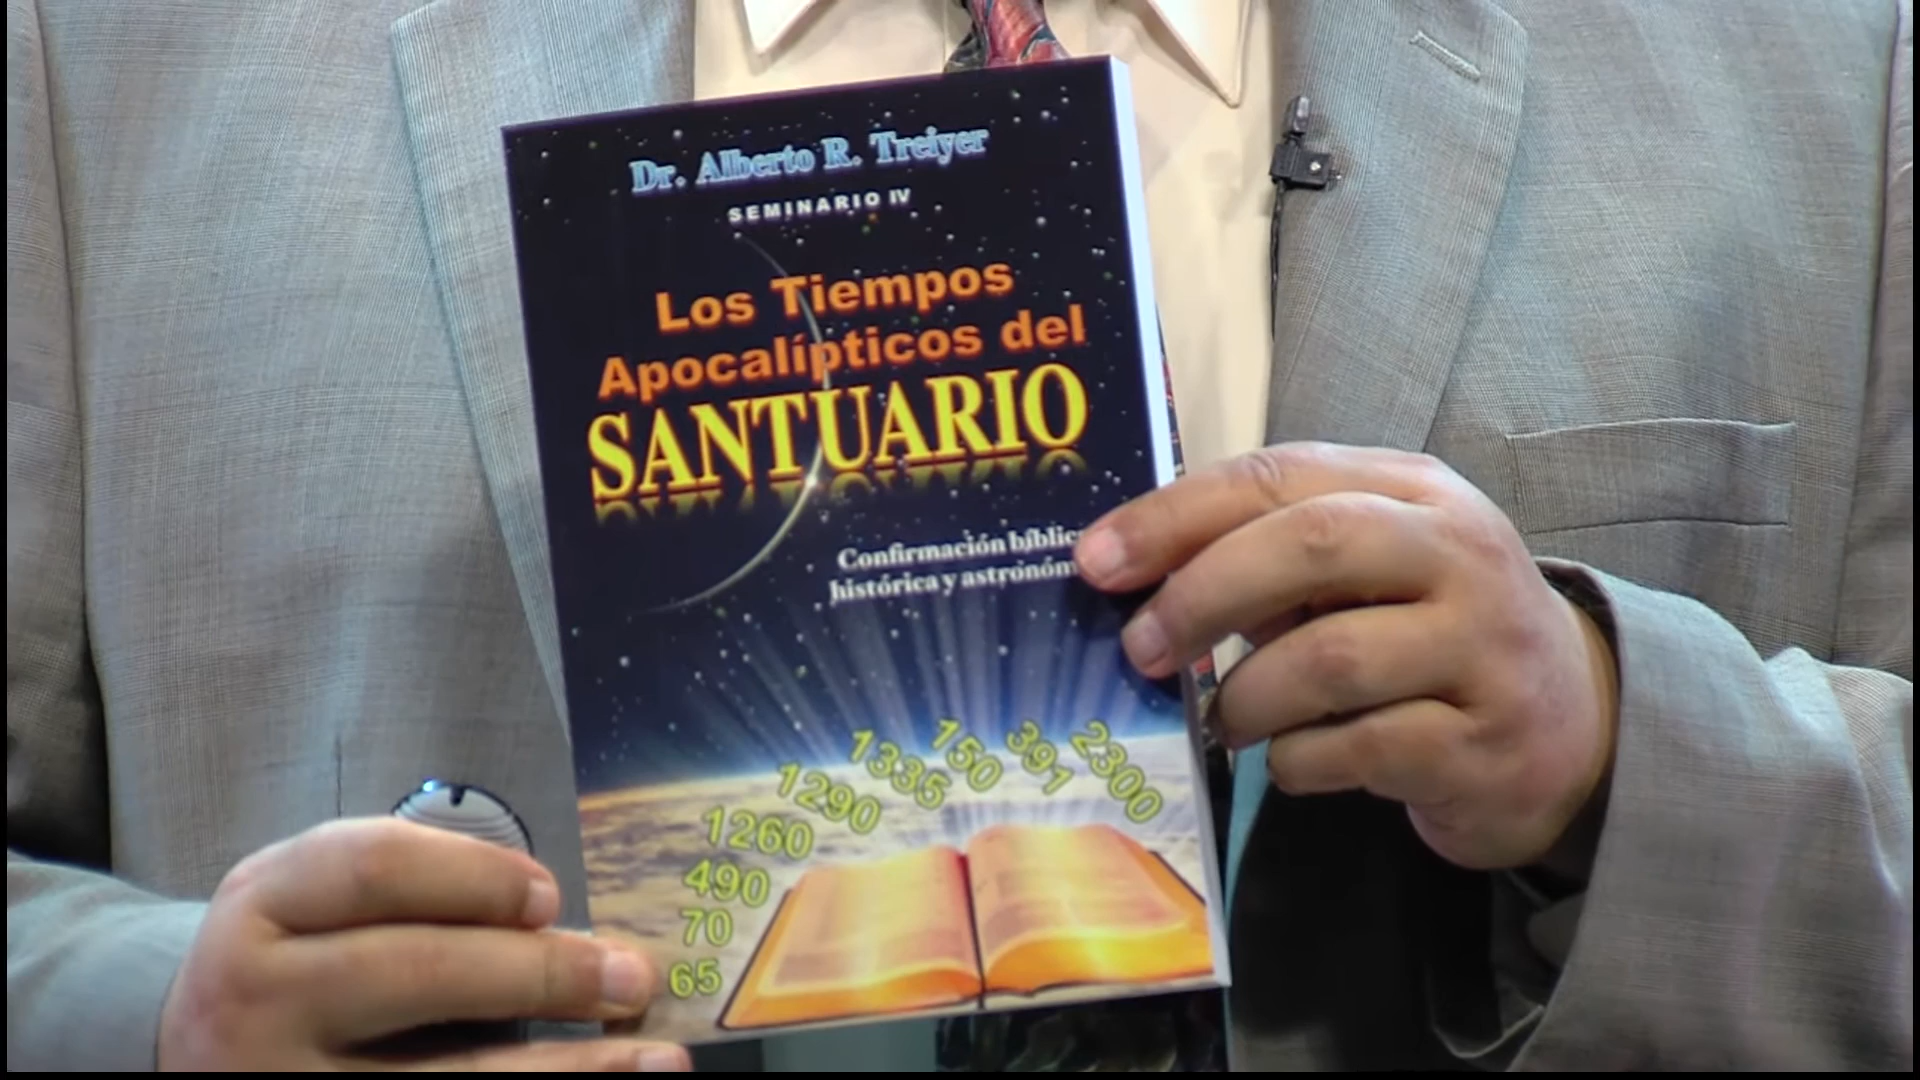 Dr. Alberto R. Treiyer
SEMINARIO IV
Los Tiempos
Apocalípticos del
SANTUARIO
Confirmación
histórica y
2300
391
150
1335
1290
1260
490
70
65